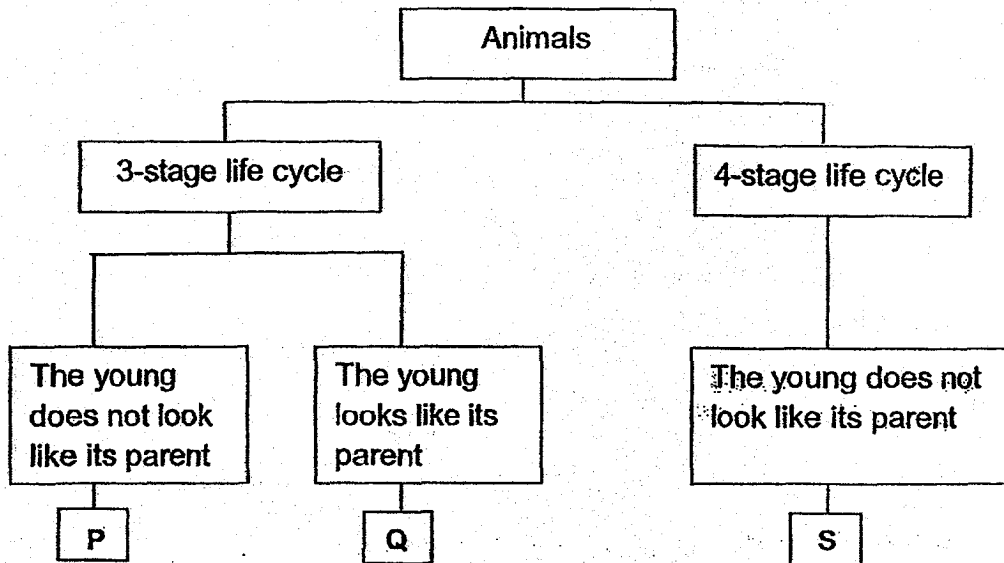 Animals
3-stage life cycle
4-stage life cycle
The young
does not look
like its parent
The young
looks like its
parent
The young does not
look like its parent
P
Q
S